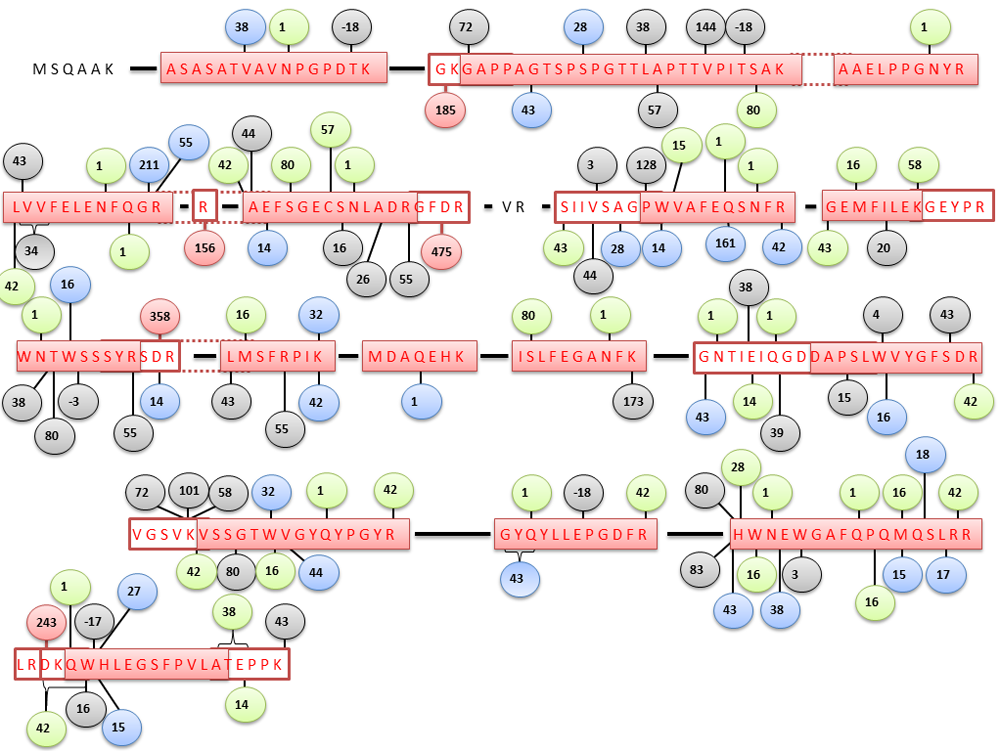 38 1 -18 72 28 38 144 -18 1
MSQAAK ASASATVAVNPGPDTK GKGAPPAGTSPSPGTTLAPTTVPITSAK AAELPPGNYR
185 43 57 80
43 1 211 55 42 44 80 57 1 3 128 15 1 1 16 58
LVVFELENFQGR R AEFSGECSNLADRGFDR VR SIIVSAGPWVAFEQSNFR GEMFILEKGEYPR
42 34 1 156 14 16 26 55 475 43 44 28 14 161 42 43 20
1 16 358 16 32 80 1 1 38 1 4 43
WNTWSSSYRSDR LMSFRPIK MDAQEHK ISLFEGANFK GNTIEIQGDDAPSLWVYGFSDR
38 80 -3 55 14 43 55 42 1 173 43 14 39 15 16 42
72 101 58 32 1 42 1 -18 42 80 28 1 1 16 18 42
VGSVKVSSGTWVGYQYPGYR GYQYLLEPGDFR HWNEWGAFQPQMQSLRR
42 80 16 44 43 83 43 16 38 3 16 15 17
243 1 -17 27 38 43
LRDKQWHLEGSFPVLATEPPK
42 16 15 14